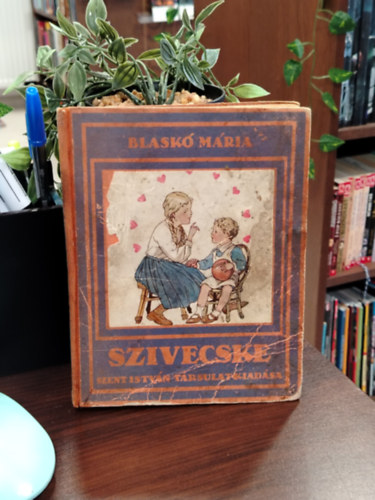 BLASKÓ MÁRIA
SZIVECSKE
SZENT ISTVÁN TÁRSULAT KIADÁSA